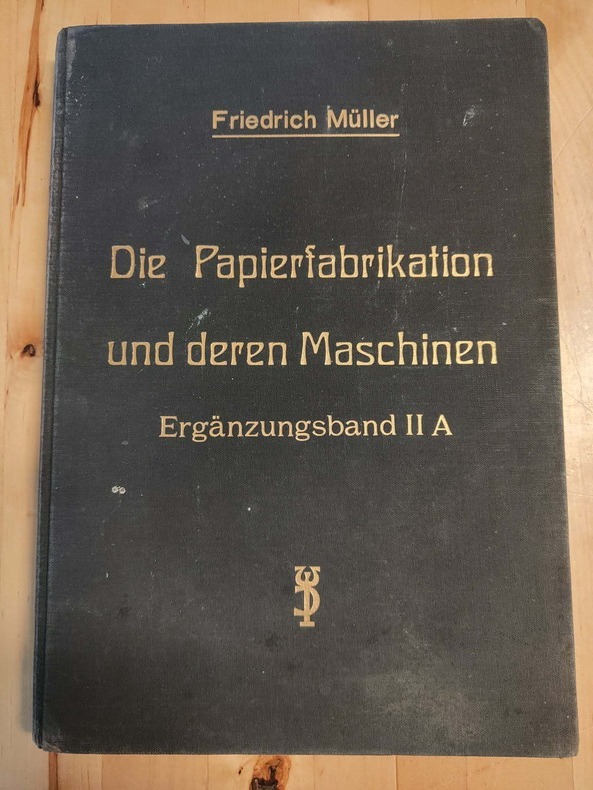 Friedrich Müller
Die Papierfabrikation
und deren Maschinen
Ergänzungsband II A